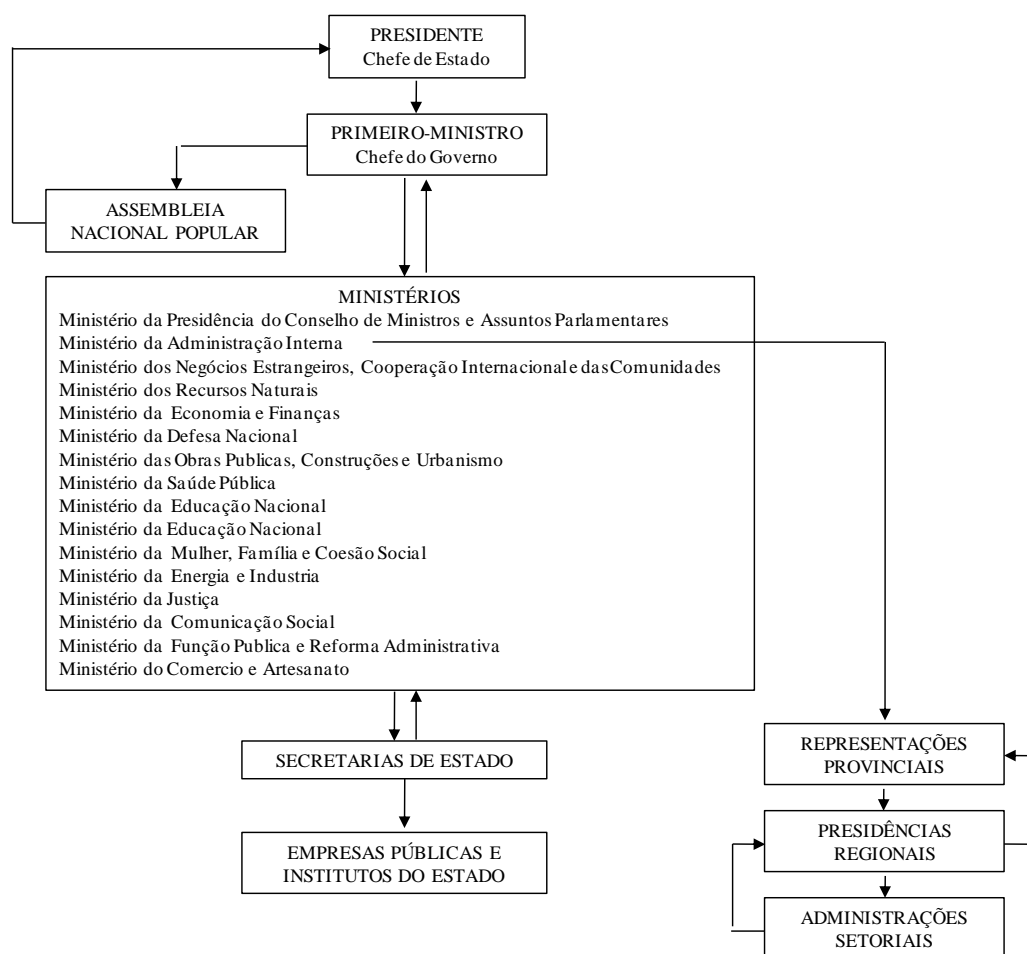 PRESIDENTE
Chefe de Estado
PRIMEIRO-MINISTRO
Chefe do Governo
ASSEMBLEIA
NACIONAL POPULAR
MINISTÉRIOS
Ministério da Presidência do Conselho de Ministros e Assuntos Parlamentares
Ministério da Administração Interna
Ministério dos Negócios Estrangeiros, Cooperação Internacional e das Comunidades
Ministério dos Recursos Naturais
Ministério da Economia e Finanças
Ministério da Defesa Nacional
Ministério das Obras Publicas, Construções e Urbanismo
Ministério da Saúde Pública
Ministério da Educação Nacional
Ministério da Educação Nacional
Ministério da Mulher, Família e Coesão Social
Ministério da Energia e Industria
Ministério da Justiça
Ministério da Comunicação Social
Ministério da Função Publica e Reforma Administrativa
Ministério do Comercio e Artesanato
SECRETARIAS DE ESTADO
EMPRESAS PÚBLICAS E
INSTITUTOS DO ESTADO
REPRESENTAÇÕES
PROVINCIAIS
PRESIDÊNCIAS
REGIONAIS
ADMINISTRAÇÕES
SETORIAIS